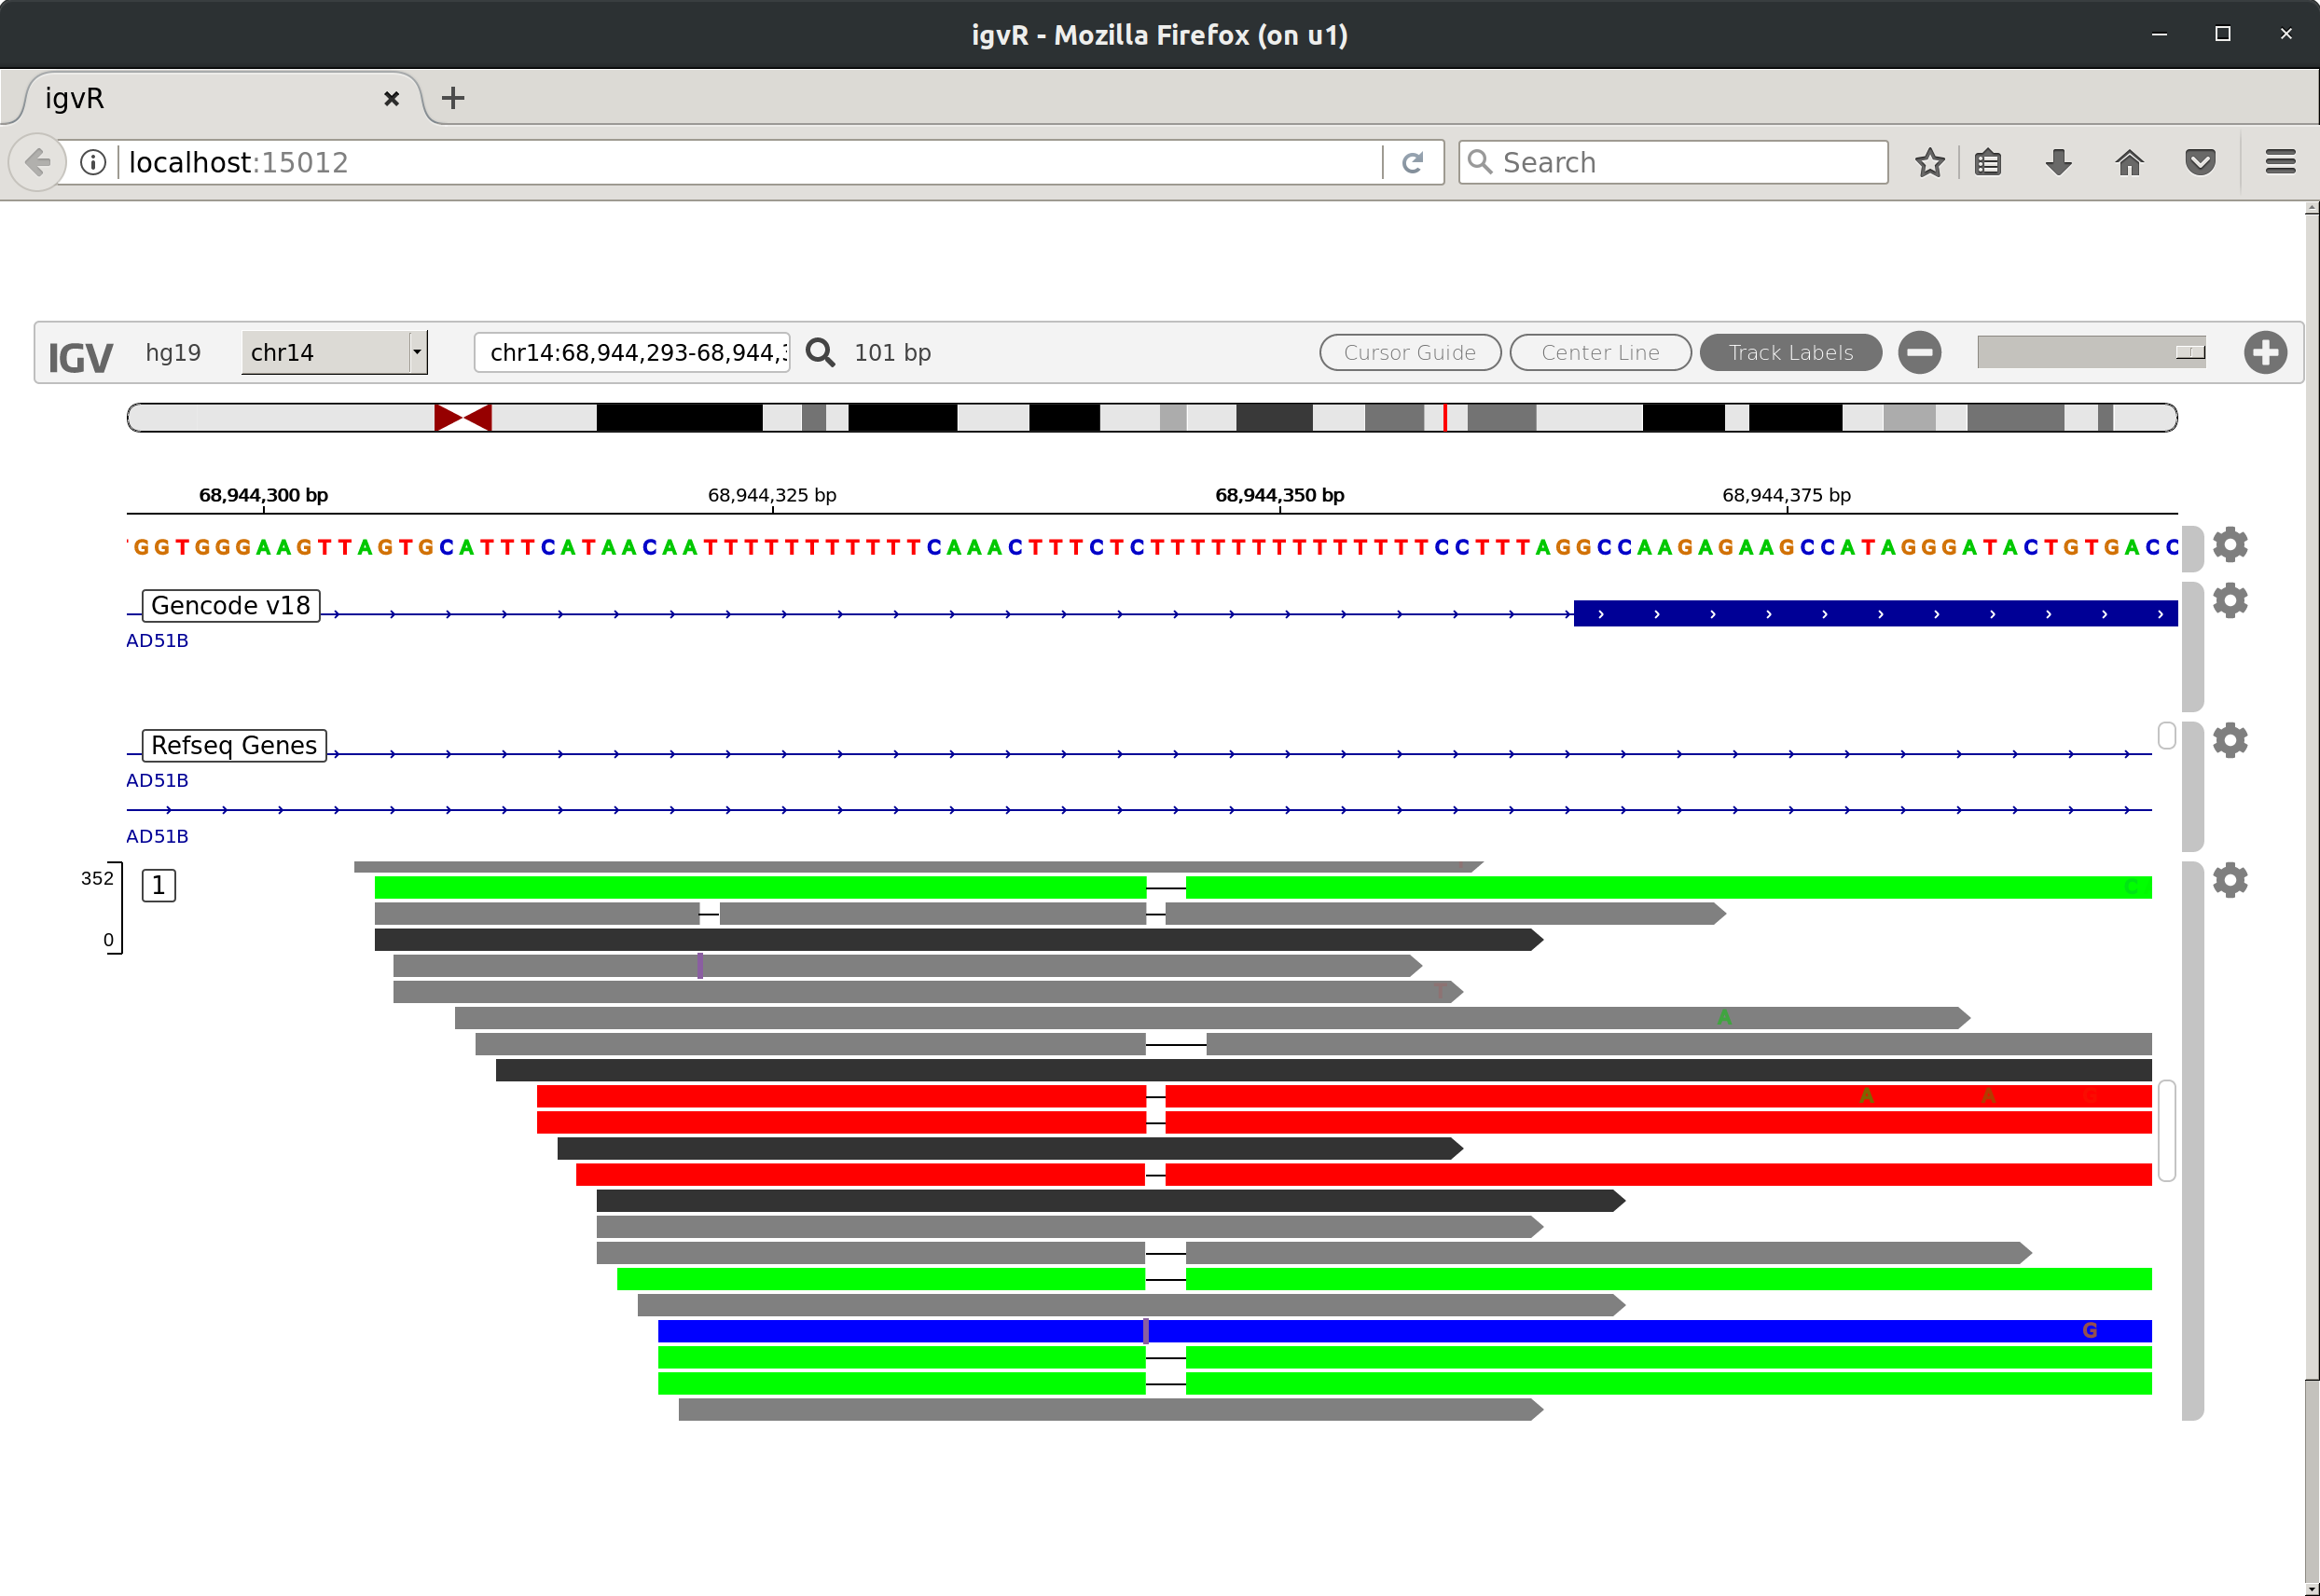 igvR - Mozilla Firefox (on u1)
igvR
localhost:15012
Search
IGV hg19 chr14 chr14:68,944,293-68,944, 101 bp Cursor Guide Center Line Track Labels
68,944,300 bp 68,944,325 bp 68,944,350 bp 68,944,375 bp
G G T G G G A A G T T A G T G C A T T T C A T A A C A A T T T T T T T T T T T C A A A C T T T C T C T T T T T T T T T T T T T T C C T T T A G G C C A A G A G A A G C C A T A G G G A T A C T G T G A C C
Gencode v18
AD51B
Refseq Genes
AD51B
AD51B
352
1
C
0
T
A
A A G
G